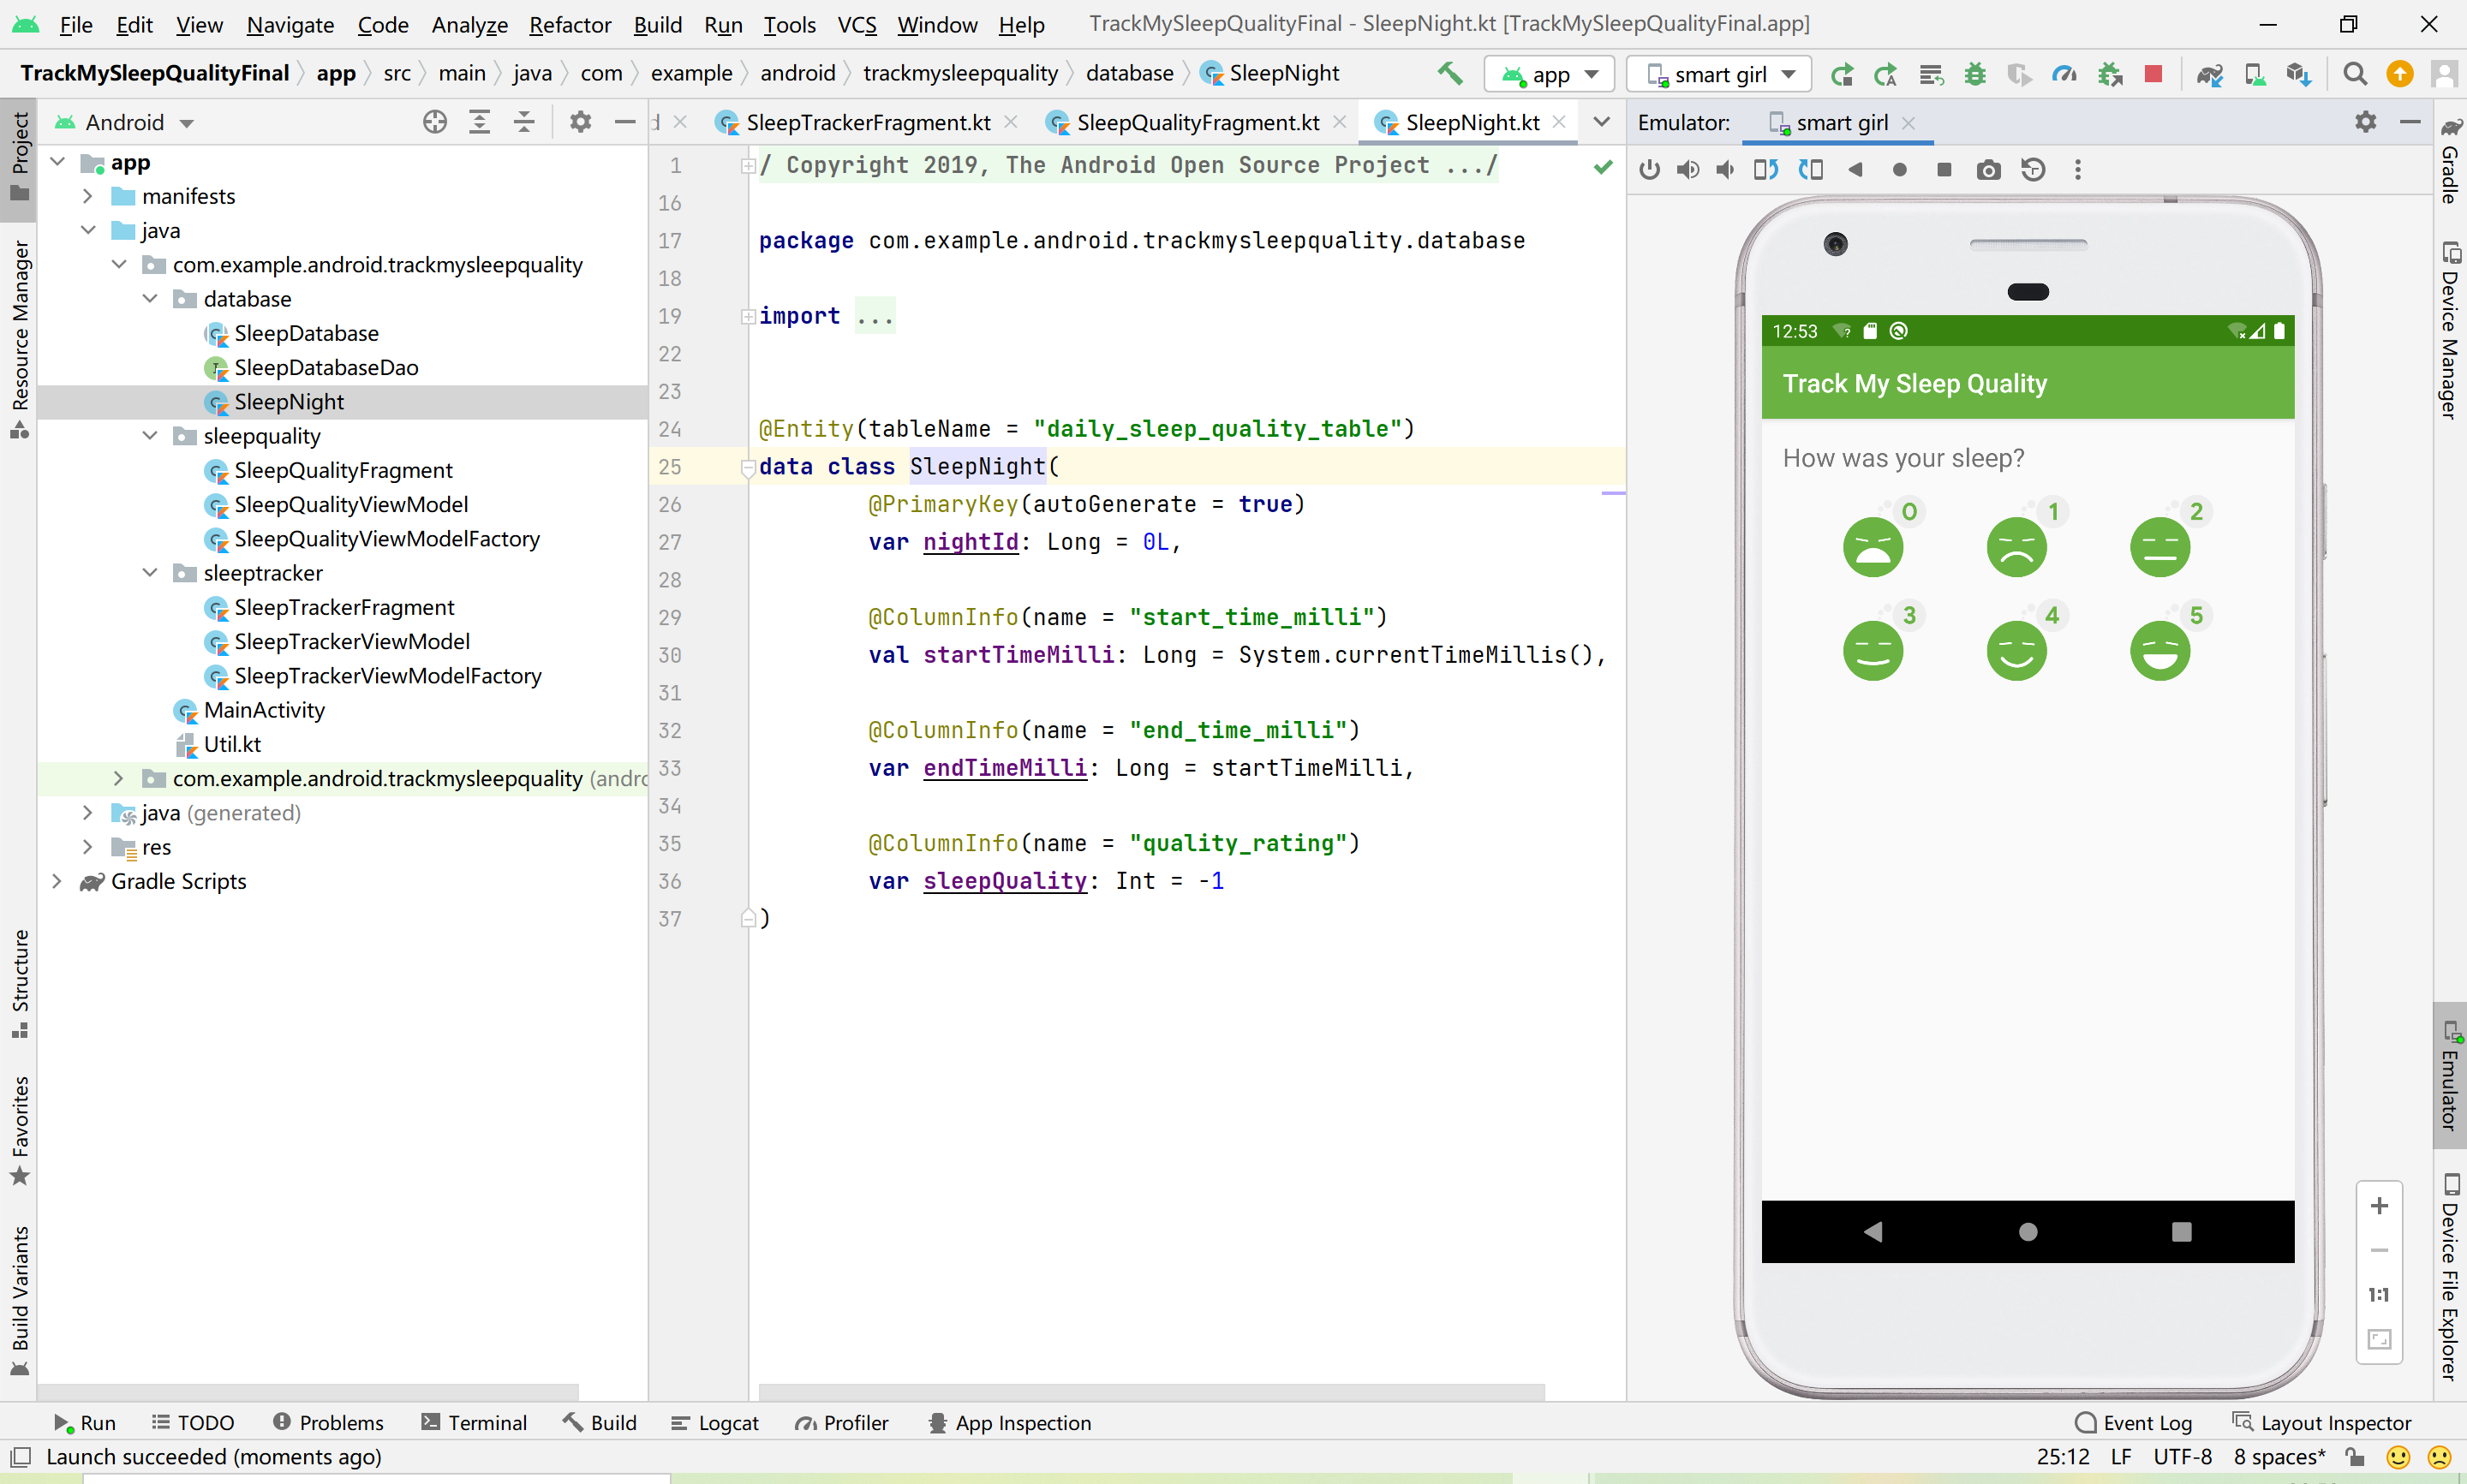 File Edit View Navigate Code Analyze Refactor Build Run Tools VCS Window Help TrackMySleepQualityFinal - SleepNight.kt [TrackMySleepQualityFinal.app]
TrackMySleepQualityFinal app src main java com example android trackmysleepquality database SleepNight app smart girl
Project
Resource Manager
Structure
Favorites
Build Variants
Android
app
manifests
java
com.example.android.trackmysleepquality
database
SleepDatabase
SleepDatabaseDao
SleepNight
sleepquality
SleepQualityFragment
SleepQualityViewModel
SleepQualityViewModelFactory
sleeptracker
SleepTrackerFragment
SleepTrackerViewModel
SleepTrackerViewModelFactory
MainActivity
Util.kt
com.example.android.trackmysleepquality (andro
java (generated)
res
Gradle Scripts
d SleepTrackerFragment.kt SleepQualityFragment.kt SleepNight.kt
1 / Copyright 2019, The Android Open Source Project .../
16
17 package com.example.android.trackmysleepquality.database
18
19 import ...
22
23
24 @Entity(tableName = "daily_sleep_quality_table")
25 data class SleepNight(
26 @PrimaryKey(autoGenerate = true)
27 var nightId: Long = 0L,
28
29 @ColumnInfo(name = "start_time_milli")
30 val startTimeMilli: Long = System.currentTimeMillis(),
31
32 @ColumnInfo(name = "end_time_milli")
33 var endTimeMilli: Long = startTimeMilli,
34
35 @ColumnInfo(name = "quality_rating")
36 var sleepQuality: Int = -1
37 )
Emulator: smart girl
12:53
Track My Sleep Quality
How was your sleep?
0 1 2
3 4 5
1:1
Gradle
Device Manager
Emulator
Device File Explorer
Run TODO Problems Terminal Build Logcat Profiler App Inspection Event Log Layout Inspector
Launch succeeded (moments ago) 25:12 LF UTF-8 8 spaces*